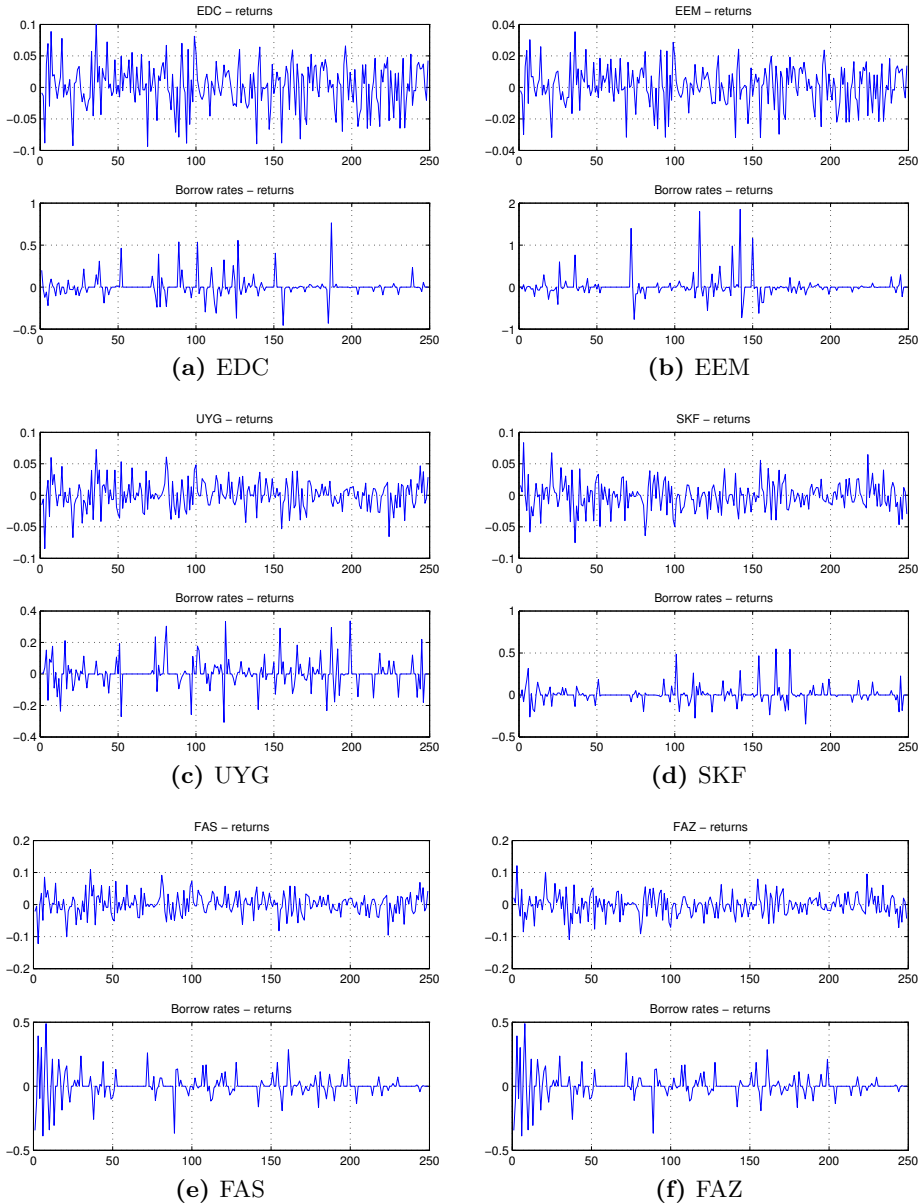 EDC − returns
0.1
0.05
0
−0.05
−0.1
0 50 100 150 200 250
Borrow rates − returns
1
0.5
0
−0.5
0 50 100 150 200 250
(a) EDC
EEM − returns
0.04
0.02
0
−0.02
−0.04
0 50 100 150 200 250
Borrow rates − returns
2
1
0
−1
0 50 100 150 200 250
(b) EEM
UYG − returns
0.1
0.05
0
−0.05
−0.1
0 50 100 150 200 250
Borrow rates − returns
0.4
0.2
0
−0.2
−0.4
0 50 100 150 200 250
(c) UYG
SKF − returns
0.1
0.05
0
−0.05
−0.1
0 50 100 150 200 250
Borrow rates − returns
1
0.5
0
−0.5
0 50 100 150 200 250
(d) SKF
FAS − returns
0.2
0.1
0
−0.1
−0.2
0 50 100 150 200 250
Borrow rates − returns
0.5
0
−0.5
0 50 100 150 200 250
(e) FAS
FAZ − returns
0.2
0.1
0
−0.1
−0.2
0 50 100 150 200 250
Borrow rates − returns
0.5
0
−0.5
0 50 100 150 200 250
(f) FAZ